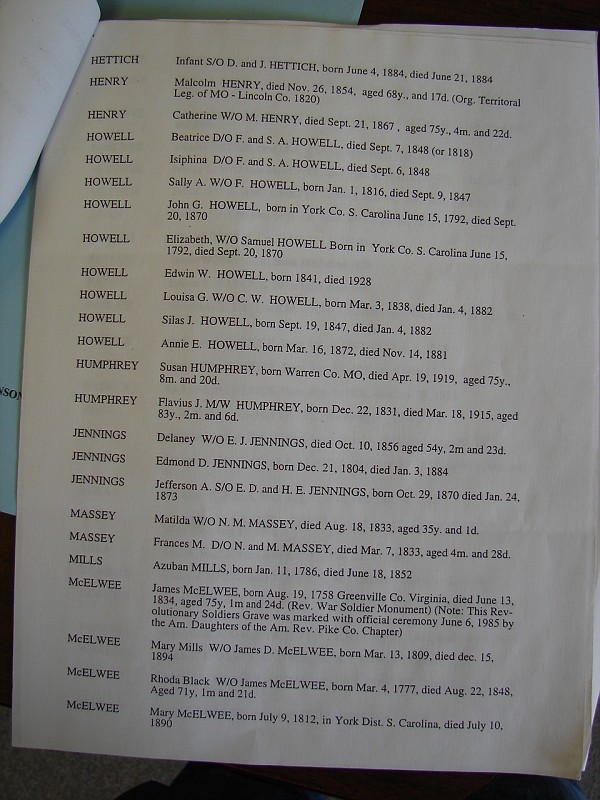 HETTICH Infant S/O D. and J. HETTICH, born June 4, 1884, died June 21, 1884
HENRY Malcolm HENRY, died Nov. 26, 1854, aged 68y., and 17d. (Org. Territoral
Leg. of MO - Lincoln Co. 1820)
HENRY Catherine W/O M. HENRY, died Sept. 21, 1867 , aged 75y., 4m. and 22d.
HOWELL Beatrice D/O F. and S. A. HOWELL, died Sept. 7, 1848 (or 1818)
HOWELL Isiphina D/O F. and S. A. HOWELL, died Sept. 6, 1848
HOWELL Sally A. W/O F. HOWELL, born Jan. 1, 1816, died Sept. 9, 1847
HOWELL John G. HOWELL, born in York Co. S. Carolina June 15, 1792, died Sept.
20, 1870
HOWELL Elizabeth, W/O Samuel HOWELL Born in York Co. S. Carolina June 15,
1792, died Sept. 20, 1870
HOWELL Edwin W. HOWELL, born 1841, died 1928
HOWELL Louisa G. W/O C. W. HOWELL, born Mar. 3, 1838, died Jan. 4, 1882
HOWELL Silas J. HOWELL, born Sept. 19, 1847, died Jan. 4, 1882
HOWELL Annie E. HOWELL, born Mar. 16, 1872, died Nov. 14, 1881
HUMPHREY Susan HUMPHREY, born Warren Co. MO, died Apr. 19, 1919, aged 75y.,
8m. and 20d.
HUMPHREY Flavius J. M/W HUMPHREY, born Dec. 22, 1831, died Mar. 18, 1915, aged
83y., 2m. and 6d.
JENNINGS Delaney W/O E. J. JENNINGS, died Oct. 10, 1856 aged 54y, 2m and 23d.
JENNINGS Edmond D. JENNINGS, born Dec. 21, 1804, died Jan. 3, 1884
JENNINGS Jefferson A. S/O E. D. and H. E. JENNINGS, born Oct. 29, 1870 died Jan. 24,
1873
MASSEY Matilda W/O N. M. MASSEY, died Aug. 18, 1833, aged 35y. and 1d.
MASSEY Frances M. D/O N. and M. MASSEY, died Mar. 7, 1833, aged 4m. and 28d.
MILLS Azuban MILLS, born Jan. 11, 1786, died June 18, 1852
McELWEE James McELWEE, born Aug. 19, 1758 Greenville Co. Virginia, died June 13,
1834, aged 75y, 1m and 24d. (Rev. War Soldier Monument) (Note: This Rev-
olutionary Soldiers Grave was marked with official ceremony June 6, 1985 by
the Am. Daughters of the Am. Rev. Pike Co. Chapter)
McELWEE Mary Mills W/O James D. McELWEE, born Mar. 13, 1809, died dec. 15,
1894
McELWEE Rhoda Black W/O James McELWEE, born Mar. 4, 1777, died Aug. 22, 1848,
Aged 71y, 1m and 21d.
McELWEE Mary McELWEE, born July 9, 1812, in York Dist. S. Carolina, died July 10,
1890